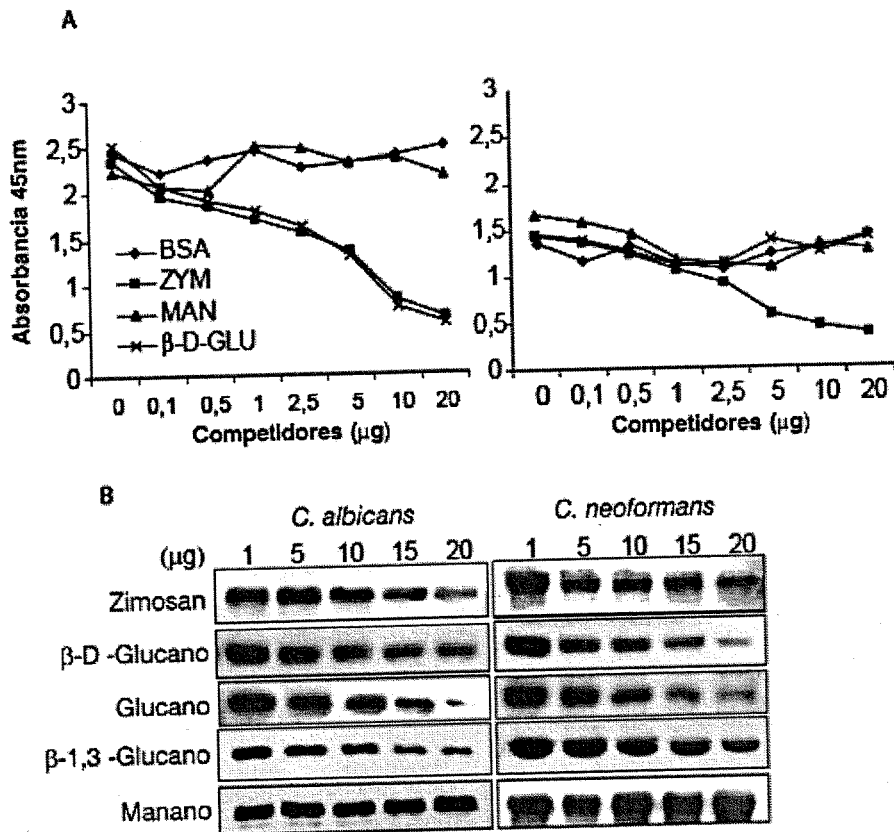 A
Absorbancia 45nm
3
2,5
2
1,5
1
0,5
0
BSA
ZYM
MAN
β-D-GLU
0 0,1 0,5 1 2,5 5 10 20
Competidores (μg)
3
2,5
2
1,5
1
0,5
0
0 0,1 0,5 1 2,5 5 10 20
Competidores (μg)
B
C. albicans C. neoformans
(μg) 1 5 10 15 20 1 5 10 15 20
Zimosan
β-D -Glucano
Glucano
β-1,3 -Glucano
Manano